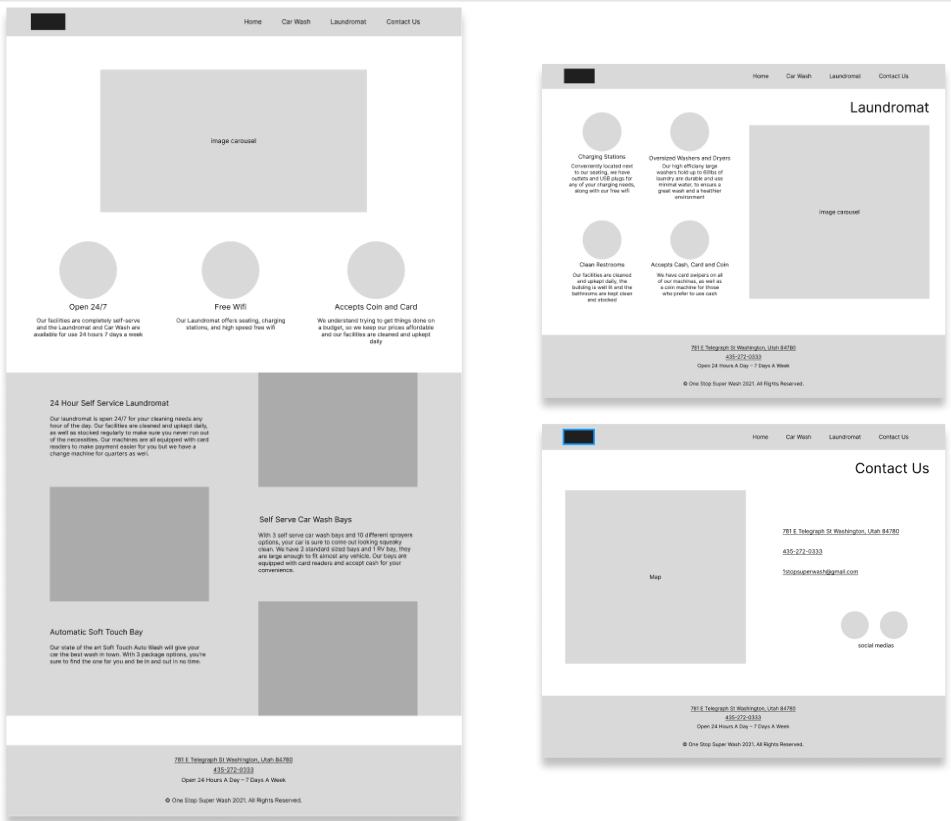 Home Car Wash Laundromat Contact Us
image carousel
Open 24/7
Our facilities are completely self-serve
and the Laundromat and Car Wash are
available for use 24 hours 7 days a week
Free Wifi
Our Laundromat offers seating, charging
stations, and high speed free wifi
Accepts Coin and Card
We understand trying to get things done on
a budget, so we keep our prices affordable
and our facilities are cleaned and upkept
daily
24 Hour Self Service Laundromat
Our laundromat is open 24/7 for your cleaning needs any
hour of the day. Our facilities are cleaned and upkept daily,
as well as stocked regularly to make sure you never run out
of the necessities. Our machines are all equipped with card
readers to make payment easier for you but we have a
change machine for quarters as well.
Self Serve Car Wash Bays
With 3 self serve car wash bays and 10 different sprayers
options, your car is sure to come out looking squeaky
clean. We have 2 standard sized bays and 1 RV bay, they
are large enough to fit almost any vehicle. Our bays are
equipped with card readers and accept cash for your
convenience.
Automatic Soft Touch Bay
Our state of the art Soft Touch Auto Wash will give your
car the best wash in town. With 3 package options, you're
sure to find the one for you and be in and out in no time.
781 E Telegraph St Washington, Utah 84780
435-272-0333
Open 24 Hours A Day – 7 Days A Week
© One Stop Super Wash 2021. All Rights Reserved.
Home Car Wash Laundromat Contact Us
Laundromat
Charging Stations
Conveniently located next
to our seating, we have
outlets and USB plugs for
any of your charging needs,
along with our free wifi
Oversized Washers and Dryers
Our high efficiany large
washers hold up to 60lbs of
laundry are durable and use
minimal water, to ensure a
great wash and a healthier
environment
image carousel
Clean Restrooms
Our facilities are cleaned
and upkept daily, the
building is well lit and the
bathrooms are kept clean
and stocked
Accepts Cash, Card and Coin
We have card swipers on all
of our machines, as well as
a coin machine for those
who prefer to use cash
781 E Telegraph St Washington, Utah 84780
435-272-0333
Open 24 Hours A Day – 7 Days A Week
© One Stop Super Wash 2021. All Rights Reserved.
Home Car Wash Laundromat Contact Us
Contact Us
Map
781 E Telegraph St Washington, Utah 84780
435-272-0333
1stopsuperwash@gmail.com
social medias
781 E Telegraph St Washington, Utah 84780
435-272-0333
Open 24 Hours A Day – 7 Days A Week
© One Stop Super Wash 2021. All Rights Reserved.